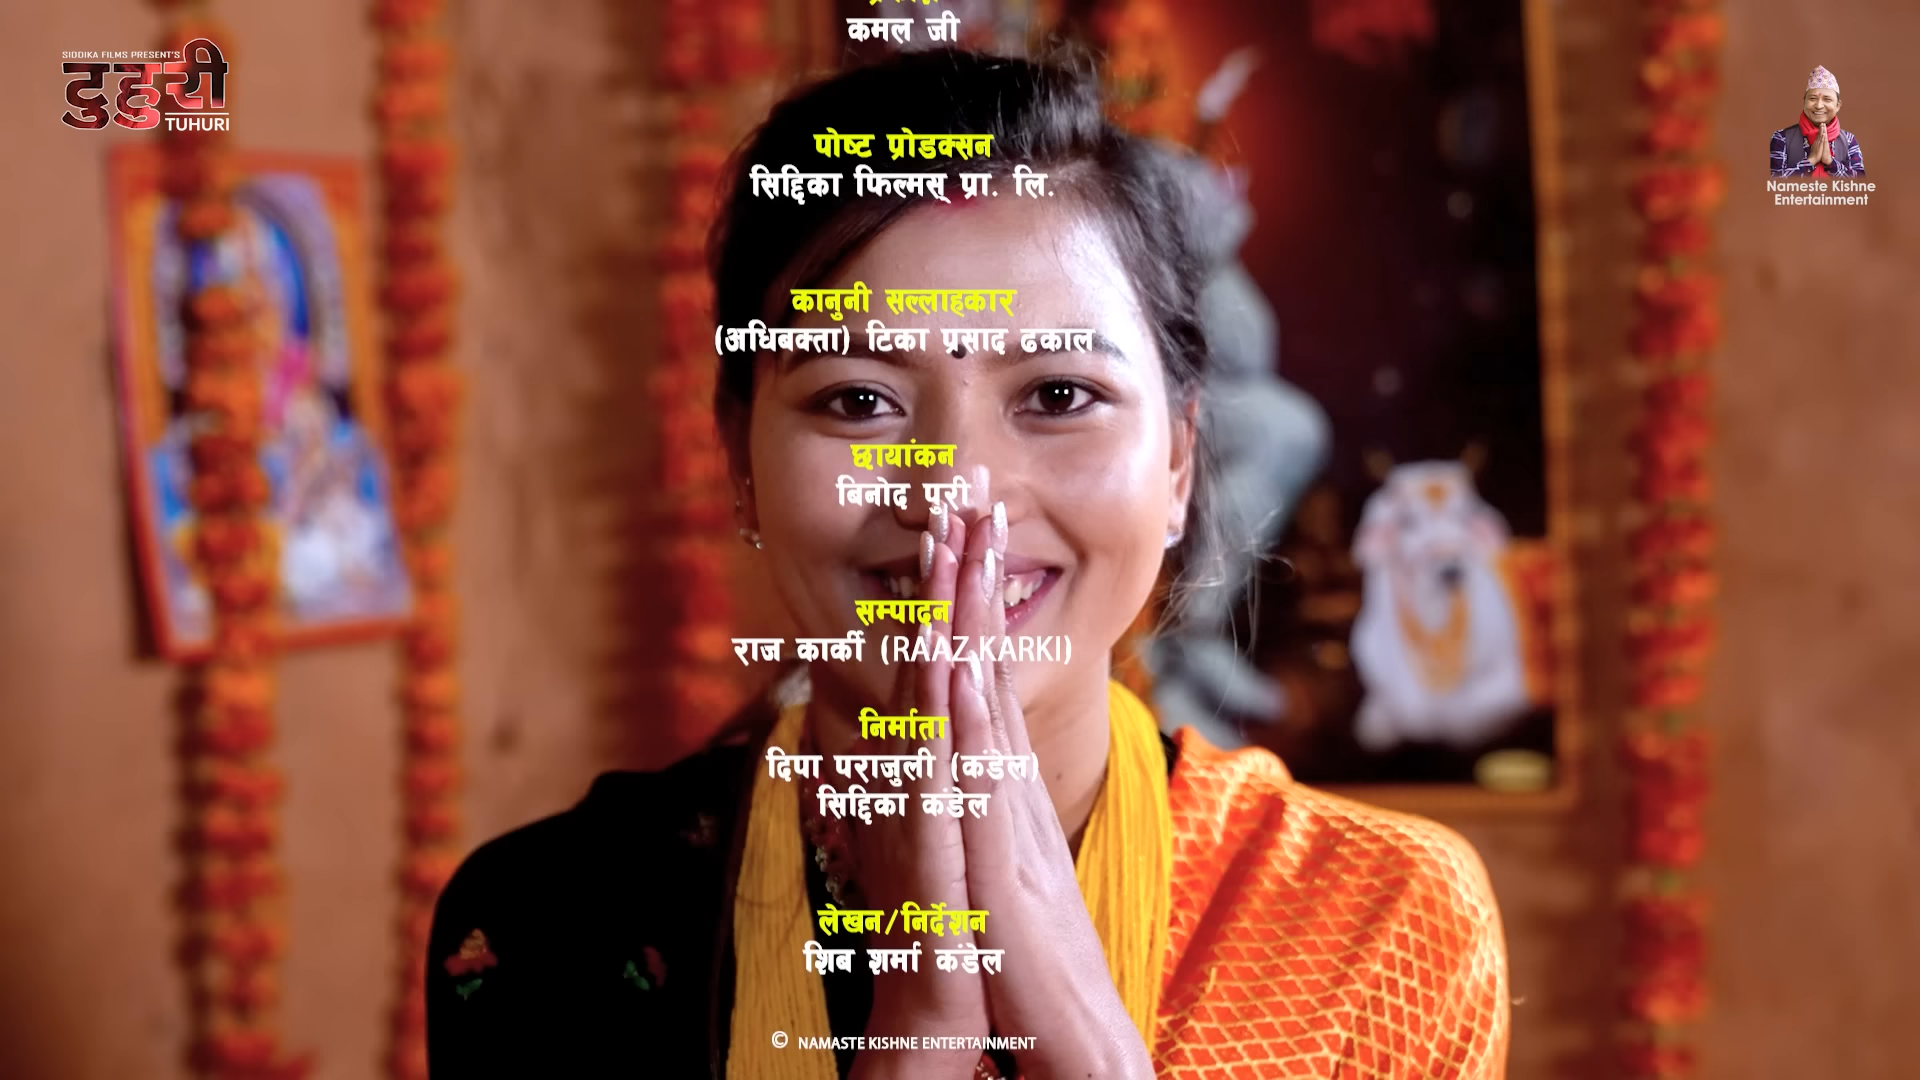 कमल जी
SIDDIKA FILMS PRESENT'S
टुहुरी
TUHURI
Nameste Kishne
Entertainment
पोष्ट प्रोडक्सन
सिद्दिका फिल्मस् प्रा. लि.
कानुनी सल्लाहकार
(अधिबक्ता) टिका प्रसाद ढकाल
छायांकन
बिनोद पुरी
सम्पादन
राज कार्की (RAAZ KARKI)
निर्माता
दिपा पराजुली (कंडेल)
सिद्दिका कंडेल
लेखन/निर्देशन
शिब शर्मा कंडेल
© NAMASTE KISHNE ENTERTAINMENT